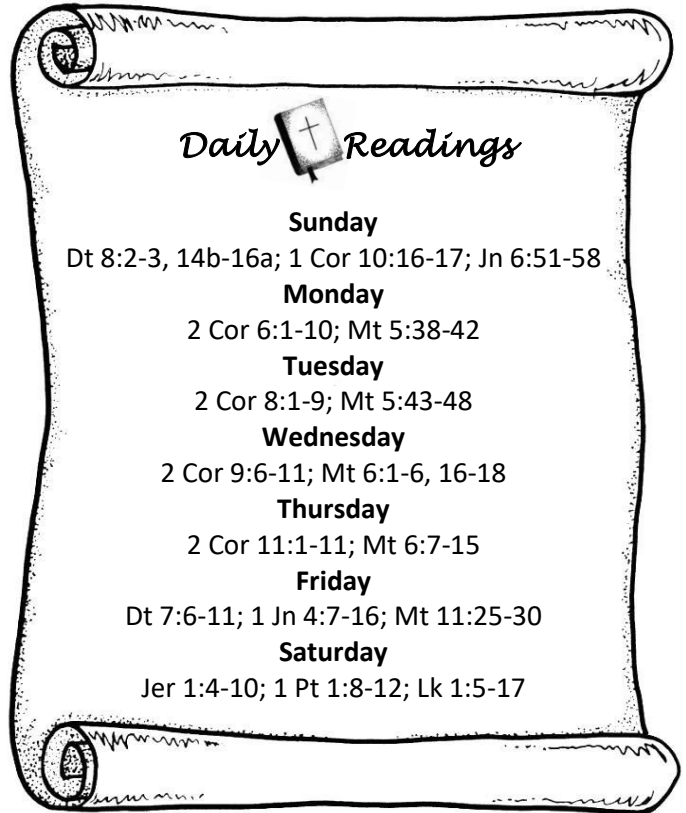 Daily Readings
Sunday
Dt 8:2-3, 14b-16a; 1 Cor 10:16-17; Jn 6:51-58
Monday
2 Cor 6:1-10; Mt 5:38-42
Tuesday
2 Cor 8:1-9; Mt 5:43-48
Wednesday
2 Cor 9:6-11; Mt 6:1-6, 16-18
Thursday
2 Cor 11:1-11; Mt 6:7-15
Friday
Dt 7:6-11; 1 Jn 4:7-16; Mt 11:25-30
Saturday
Jer 1:4-10; 1 Pt 1:8-12; Lk 1:5-17